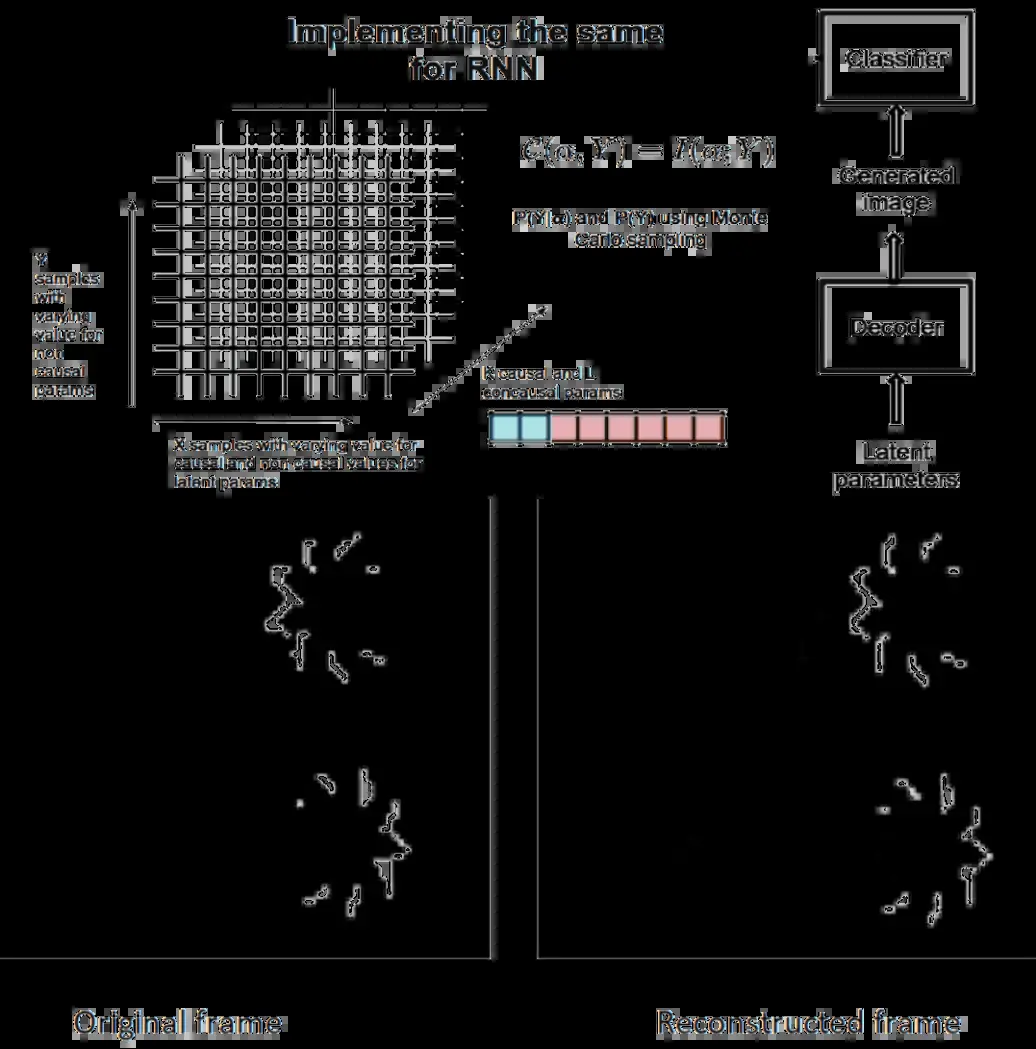 Implementing the same
for RNN
Classifier
C(α, Y) = I(α; Y)
Generated
image
P(Y|α) and P(Y) using Monte
Carlo sampling
Y
samples
with
varying
value for
non
causal
params
Decoder
K causal and L
noncausal params
X samples with varying value for
causal and non-causal values for
latent params
Latent
parameters
Original frame
Reconstructed frame